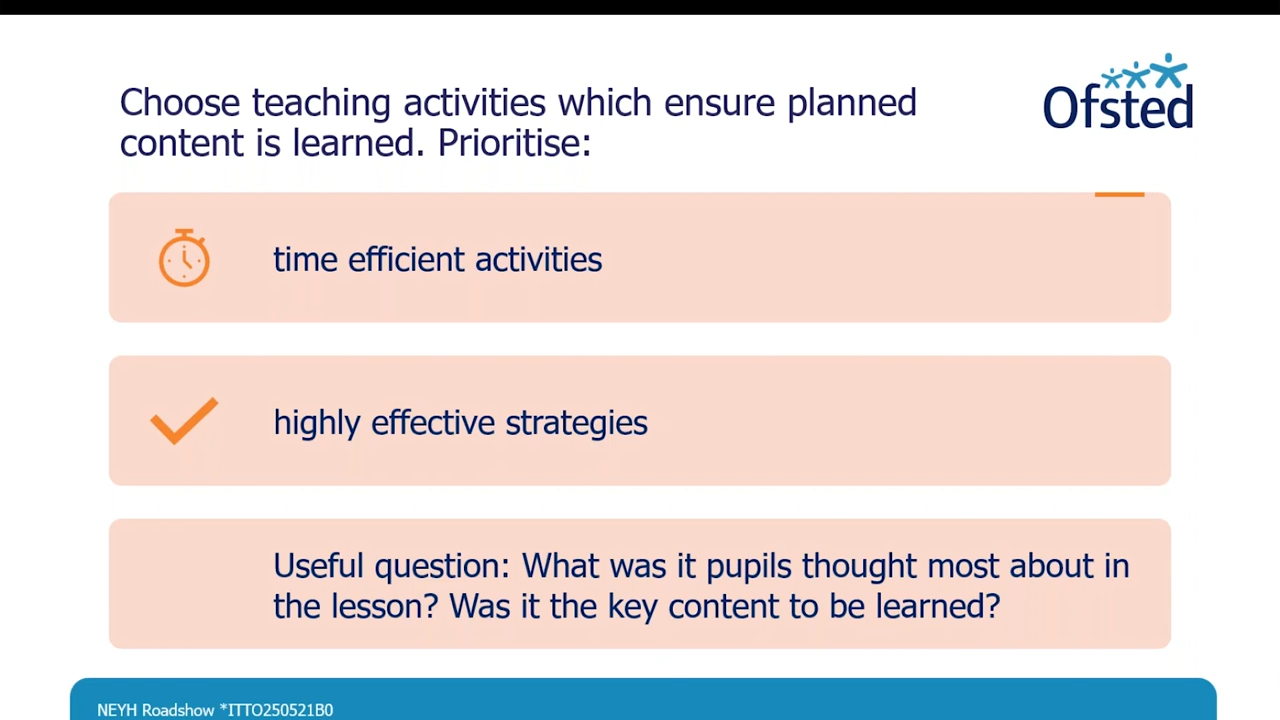 Choose teaching activities which ensure planned
content is learned. Prioritise:
Ofsted
time efficient activities
highly effective strategies
Useful question: What was it pupils thought most about in
the lesson? Was it the key content to be learned?
NEYH Roadshow *ITTO250521B0